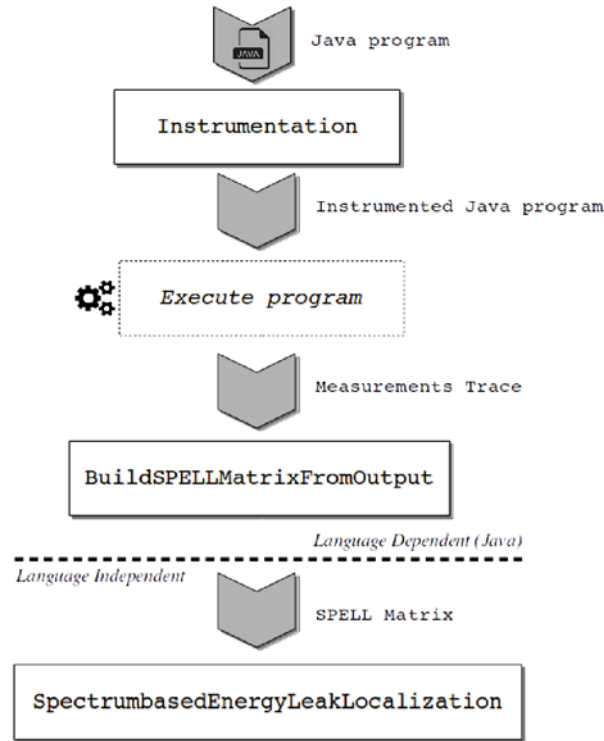 Java program
JAVA
Instrumentation
Instrumented Java program
Execute program
Measurements Trace
BuildSPELLMatrixFromOutput
Language Dependent (Java)
Language Independent
SPELL Matrix
SpectrumbasedEnergyLeakLocalization